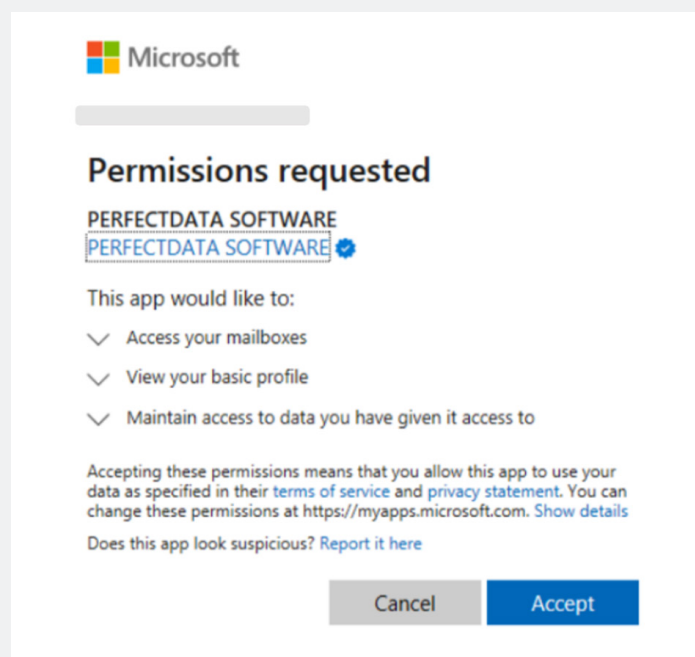 Microsoft
Permissions requested
PERFECTDATA SOFTWARE
PERFECTDATA SOFTWARE
This app would like to:
Access your mailboxes
View your basic profile
Maintain access to data you have given it access to
Accepting these permissions means that you allow this app to use your
data as specified in their terms of service and privacy statement. You can
change these permissions at https://myapps.microsoft.com. Show details
Does this app look suspicious? Report it here
Cancel Accept